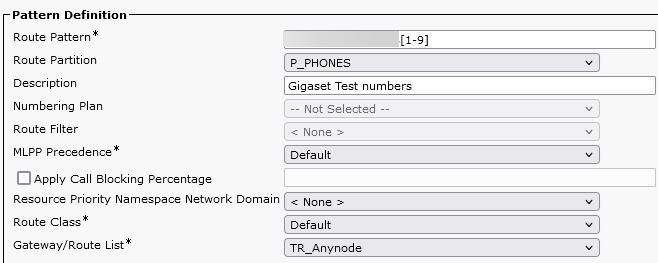 Pattern Definition
Route Pattern* [1-9]
Route Partition P_PHONES
Description Gigaset Test numbers
Numbering Plan -- Not Selected --
Route Filter < None >
MLPP Precedence* Default
Apply Call Blocking Percentage
Resource Priority Namespace Network Domain < None >
Route Class* Default
Gateway/Route List* TR_Anynode